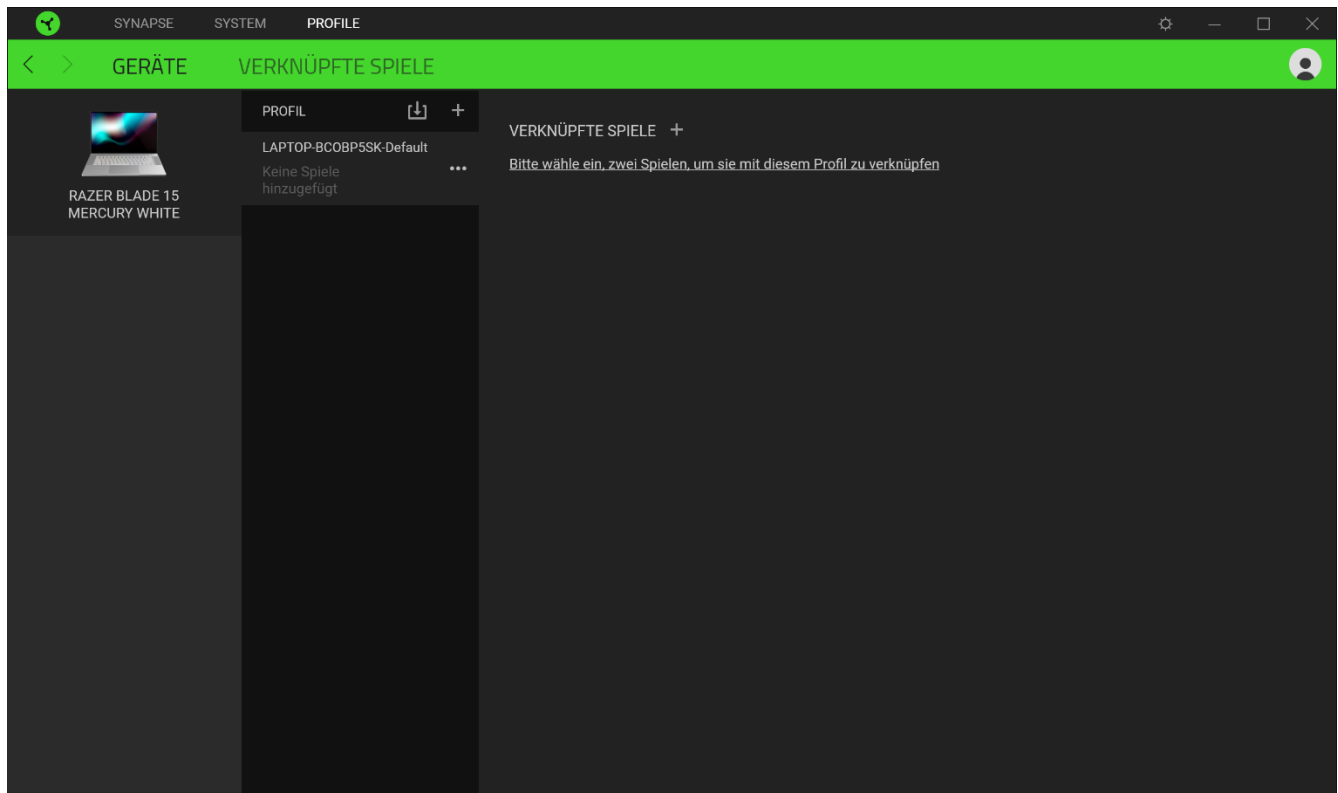 SYNAPSE SYSTEM PROFILE
GERÄTE VERKNÜPFTE SPIELE
RAZER BLADE 15
MERCURY WHITE
PROFIL
LAPTOP-BCOBP5SK-Default
Keine Spiele
hinzugefügt
VERKNÜPFTE SPIELE +
Bitte wähle ein, zwei Spielen, um sie mit diesem Profil zu verknüpfen